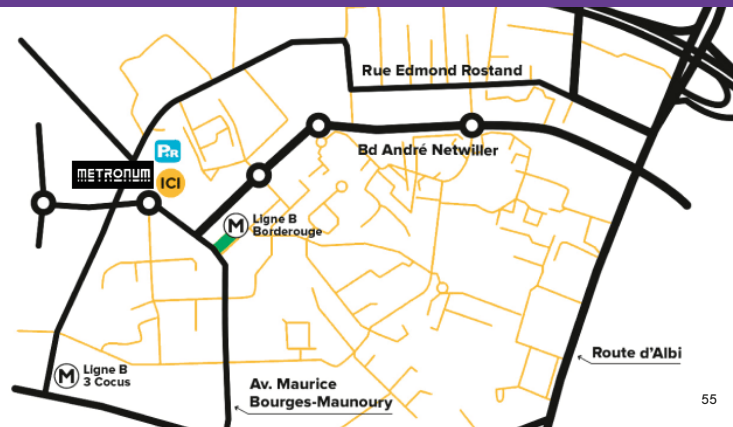 Rue Edmond Rostand
P+R
METRONUM
ICI
Bd André Netwiller
M
Ligne B
Borderouge
M
Ligne B
3 Cocus
Av. Maurice
Bourges-Maunoury
Route d'Albi
55